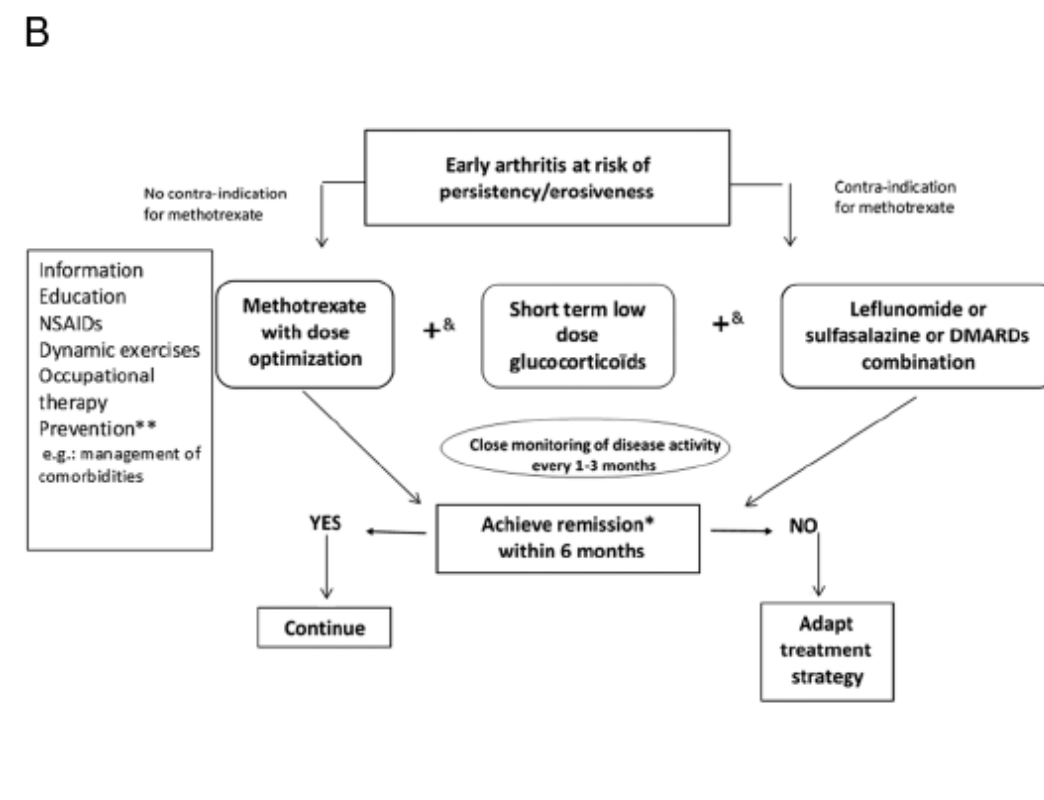 B
Early arthritis at risk of
persistency/erosiveness
No contra-indication
for methotrexate
Contra-indication
for methotrexate
Information
Education
NSAIDs
Dynamic exercises
Occupational
therapy
Prevention**
e.g.: management of
comorbidities
Methotrexate
with dose
optimization
+&
Short term low
dose
glucocorticoïds
+&
Leflunomide or
sulfasalazine or DMARDs
combination
Close monitoring of disease activity
every 1-3 months
Achieve remission*
within 6 months
YES
NO
Continue
Adapt
treatment
strategy